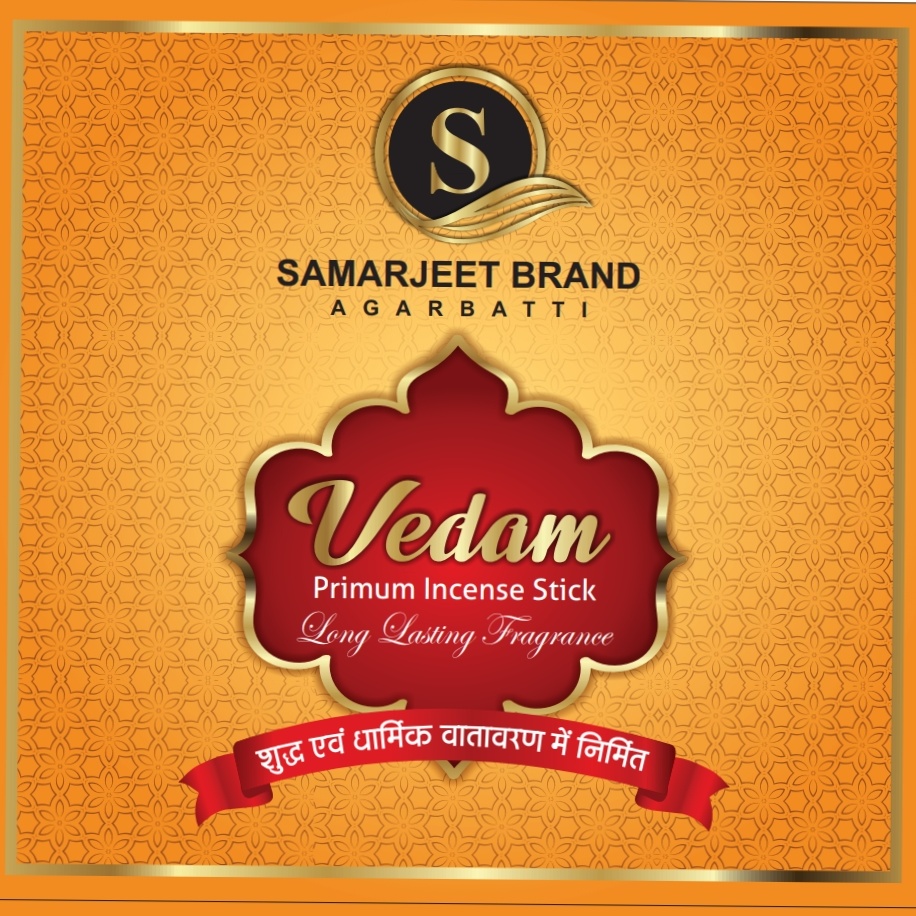 S
SAMARJEET BRAND
AGARBATTI
Vedam
Primum Incense Stick
Long Lasting Fragrance
शुद्ध एवं धार्मिक वातावरण में निर्मित